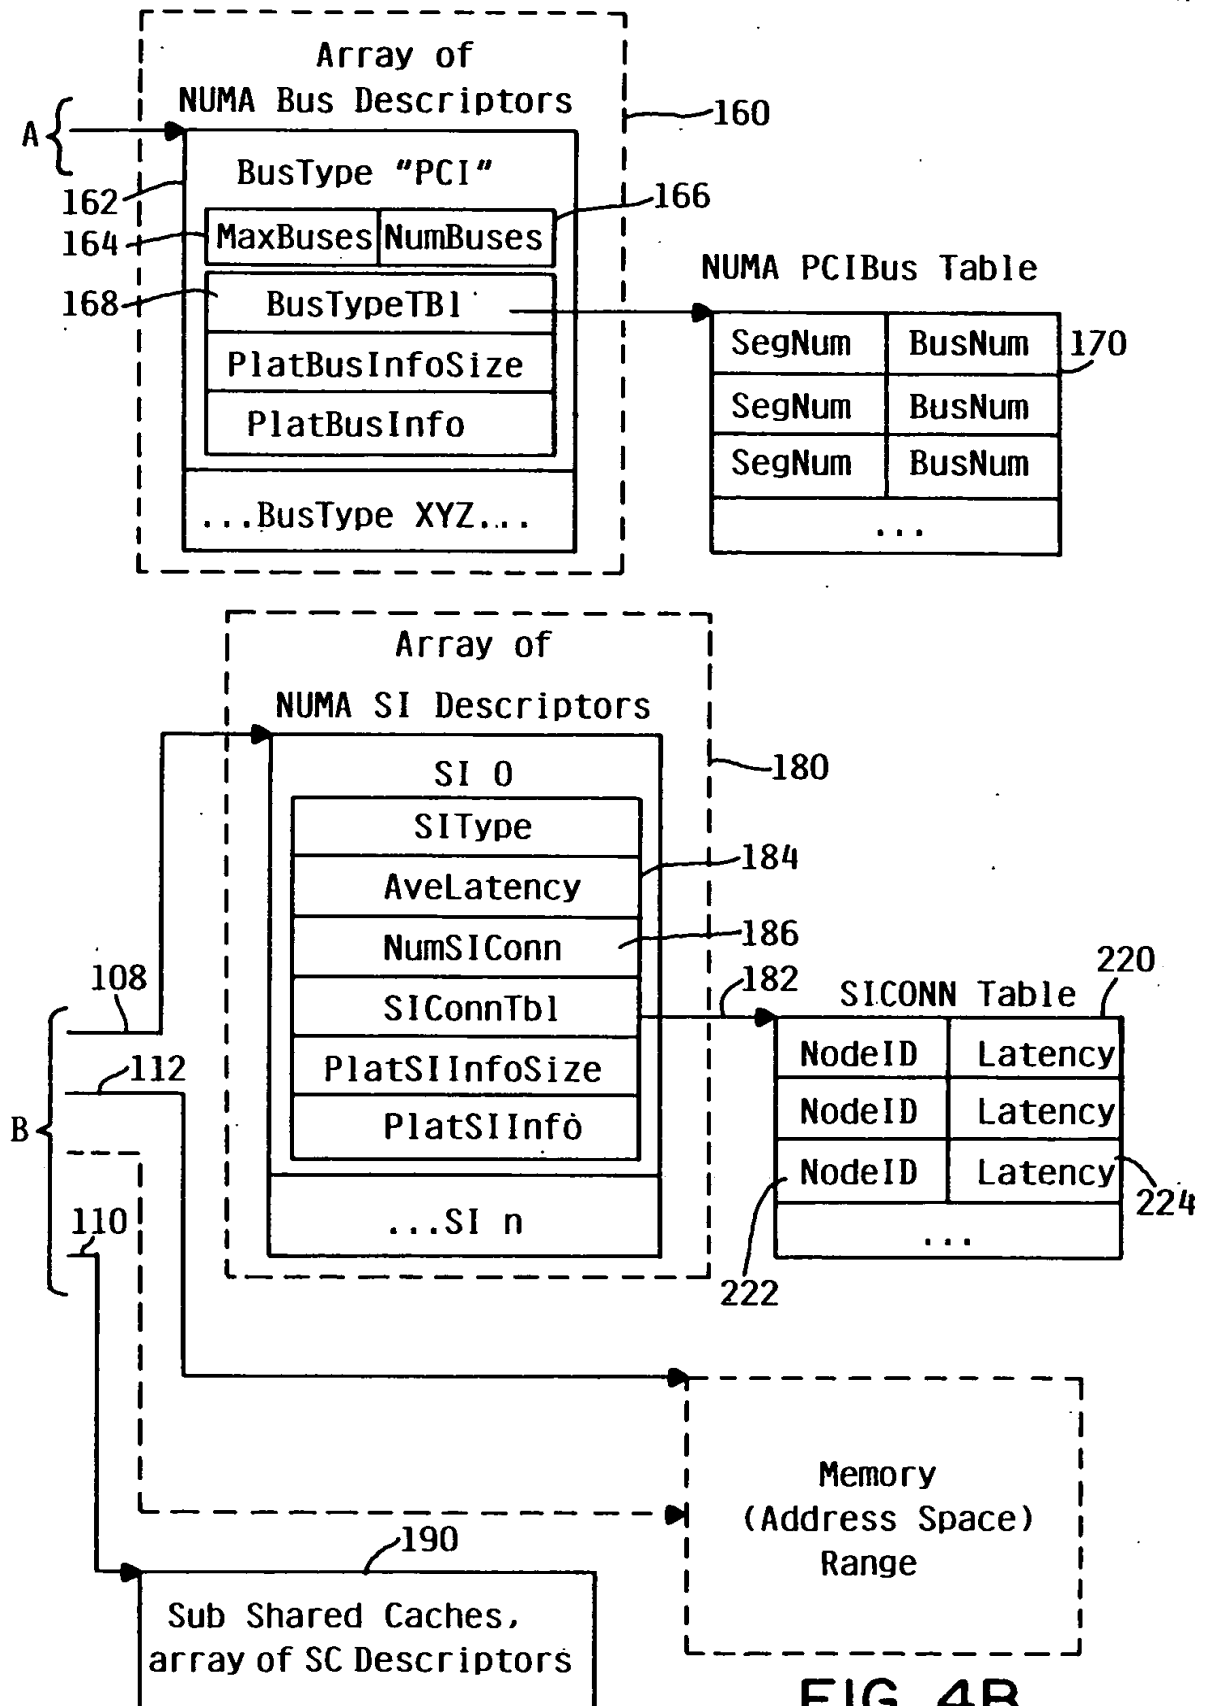 Array of
NUMA Bus Descriptors
160
A
BusType "PCI"
162
166
164
MaxBuses
NumBuses
168
BusTypeTBl
PlatBusInfoSize
PlatBusInfo
...BusType XYZ...
NUMA PCIBus Table
SegNum BusNum
170
SegNum BusNum
SegNum BusNum
...
Array of
NUMA SI Descriptors
180
SI 0
SIType
184
AveLatency
186
NumSIConn
182
SIConnTbl
PlatSIInfoSize
PlatSIInfo
...SI n
108
112
B
110
220
SICONN Table
NodeID Latency
NodeID Latency
NodeID Latency
224
...
222
Memory
(Address Space)
Range
190
Sub Shared Caches,
array of SC Descriptors
FIG. 4B